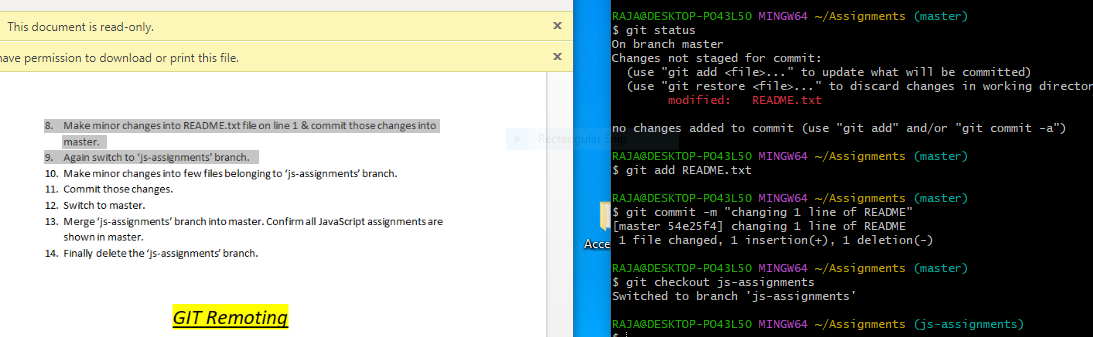 This document is read-only.
have permission to download or print this file.
8. Make minor changes into README.txt file on line 1 & commit those changes into
master.
9. Again switch to ‘js-assignments’ branch.
10. Make minor changes into few files belonging to ‘js-assignments’ branch.
11. Commit those changes.
12. Switch to master.
13. Merge ‘js-assignments’ branch into master. Confirm all JavaScript assignments are
shown in master.
14. Finally delete the ‘js-assignments’ branch.
GIT Remoting
Rectangular Snip
Acce
RAJA@DESKTOP-PO43L5O MINGW64 ~/Assignments (master)
$ git status
On branch master
Changes not staged for commit:
(use "git add <file>..." to update what will be committed)
(use "git restore <file>..." to discard changes in working director
modified: README.txt
no changes added to commit (use "git add" and/or "git commit -a")
RAJA@DESKTOP-PO43L5O MINGW64 ~/Assignments (master)
$ git add README.txt
RAJA@DESKTOP-PO43L5O MINGW64 ~/Assignments (master)
$ git commit -m "changing 1 line of README"
[master 54e25f4] changing 1 line of README
1 file changed, 1 insertion(+), 1 deletion(-)
RAJA@DESKTOP-PO43L5O MINGW64 ~/Assignments (master)
$ git checkout js-assignments
Switched to branch 'js-assignments'
RAJA@DESKTOP-PO43L5O MINGW64 ~/Assignments (js-assignments)
$